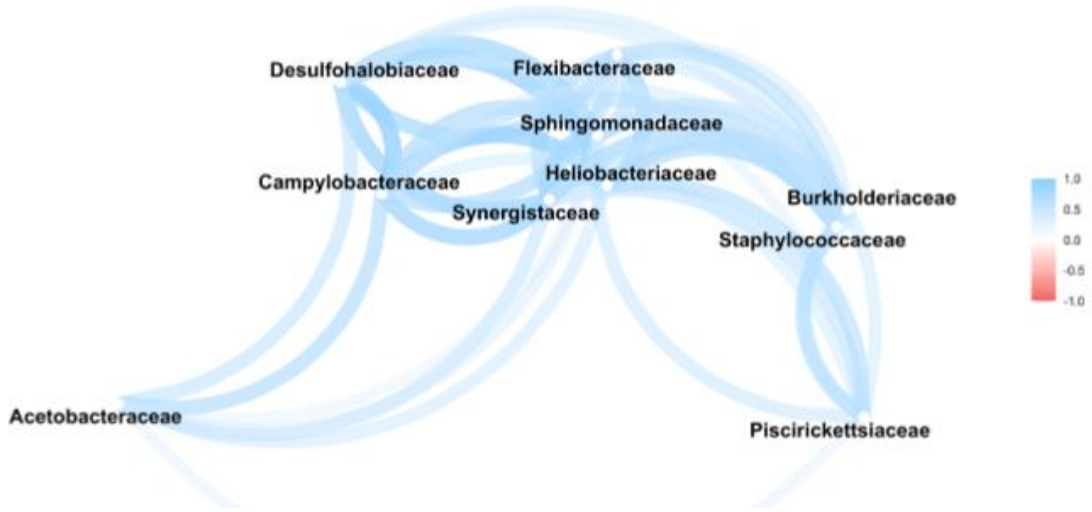 Desulfohalobiaceae
Flexibacteraceae
Sphingomonadaceae
Campylobacteraceae
Heliobacteriaceae
Synergistaceae
Burkholderiaceae
Staphylococcaceae
1.0
0.5
0.0
-0.5
-1.0
Acetobacteraceae
Piscirickettsiaceae